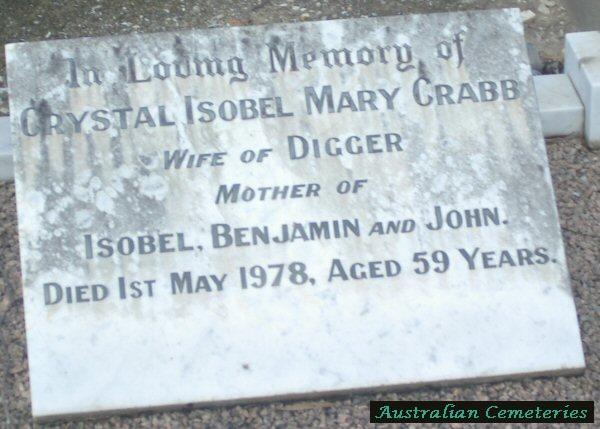 In Loving Memory of
CRYSTAL ISOBEL MARY CRABB
WIFE OF DIGGER
MOTHER OF
ISOBEL, BENJAMIN AND JOHN.
DIED 1ST MAY 1978, AGED 59 YEARS.
Australian Cemeteries